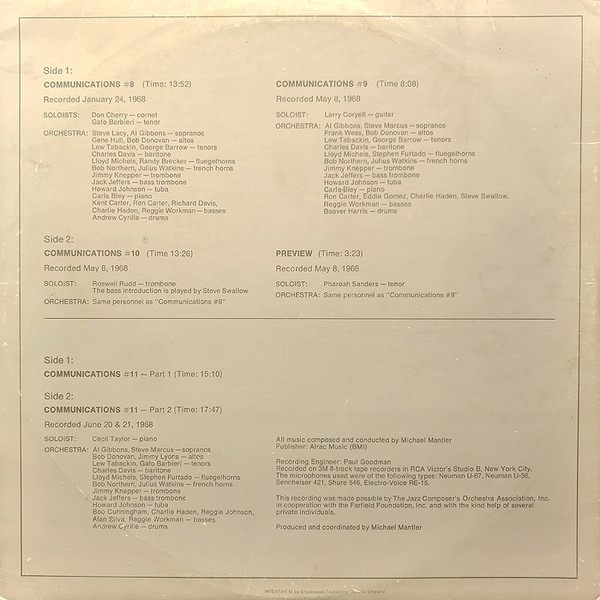 Side 1:
COMMUNICATIONS #8 (Time: 13:52)
Recorded January 24, 1968
SOLOISTS: Don Cherry — cornet
Gato Barbieri — tenor
ORCHESTRA: Steve Lacy, Al Gibbons — sopranos
Gene Hull, Bob Donovan — altos
Lew Tabackin, George Barrow — tenors
Charles Davis — baritone
Lloyd Michels, Randy Brecker — fluegelhorns
Bob Northern, Julius Watkins — french horns
Jimmy Knepper — trombone
Jack Jeffers — bass trombone
Howard Johnson — tuba
Carla Bley — piano
Kent Carter, Ron Carter, Richard Davis,
Charlie Haden, Reggie Workman — basses
Andrew Cyrille — drums
COMMUNICATIONS #9 (Time 8:08)
Recorded May 8, 1968
SOLOIST: Larry Coryell — guitar
ORCHESTRA: Al Gibbons, Steve Marcus — sopranos
Frank Wess, Bob Donovan — altos
Lew Tabackin, George Barrow — tenors
Charles Davis — baritone
Lloyd Michels, Stephen Furtado — fluegelhorns
Bob Northern, Julius Watkins — french horns
Jimmy Knepper — trombone
Jack Jeffers — bass trombone
Howard Johnson — tuba
Carla Bley — piano
Ron Carter, Eddie Gomez, Charlie Haden, Steve Swallow,
Reggie Workman — basses
Beaver Harris — drums
Side 2:
COMMUNICATIONS #10 (Time 13:26)
Recorded May 8, 1968
SOLOIST: Roswell Rudd — trombone
The bass introduction is played by Steve Swallow
ORCHESTRA: Same personnel as "Communications #9"
PREVIEW (Time: 3:23)
Recorded May 8, 1968
SOLOIST: Pharoah Sanders — tenor
ORCHESTRA: Same personnel as "Communications #9"
Side 1:
COMMUNICATIONS #11 — Part 1 (Time: 15:10)
Side 2:
COMMUNICATIONS #11 — Part 2 (Time: 17:47)
Recorded June 20 & 21, 1968
SOLOIST: Cecil Taylor — piano
ORCHESTRA: Al Gibbons, Steve Marcus — sopranos
Bob Donovan, Jimmy Lyons — altos
Lew Tabackin, Gato Barbieri — tenors
Charles Davis — baritone
Lloyd Michels, Stephen Furtado — fluegelhorns
Bob Northern, Julius Watkins — french horns
Jimmy Knepper — trombone
Jack Jeffers — bass trombone
Howard Johnson — tuba
Bob Cunningham, Charlie Haden, Reggie Johnson,
Alan Silva, Reggie Workman — basses
Andrew Cyrille — drums
All music composed and conducted by Michael Mantler
Publisher: Alrac Music (BMI)
Recording Engineer: Paul Goodman
Recorded on 3M 8-track tape recorders in RCA Victor's Studio B, New York City.
The microphones used were of the following types: Neuman U-67, Neuman U-56,
Sennheiser 421, Shure 546, Electro-Voice RE-15.
This recording was made possible by The Jazz Composer's Orchestra Association, Inc.
in cooperation with the Farfield Foundation, Inc. and with the kind help of several
private individuals.
Produced and coordinated by Michael Mantler
England